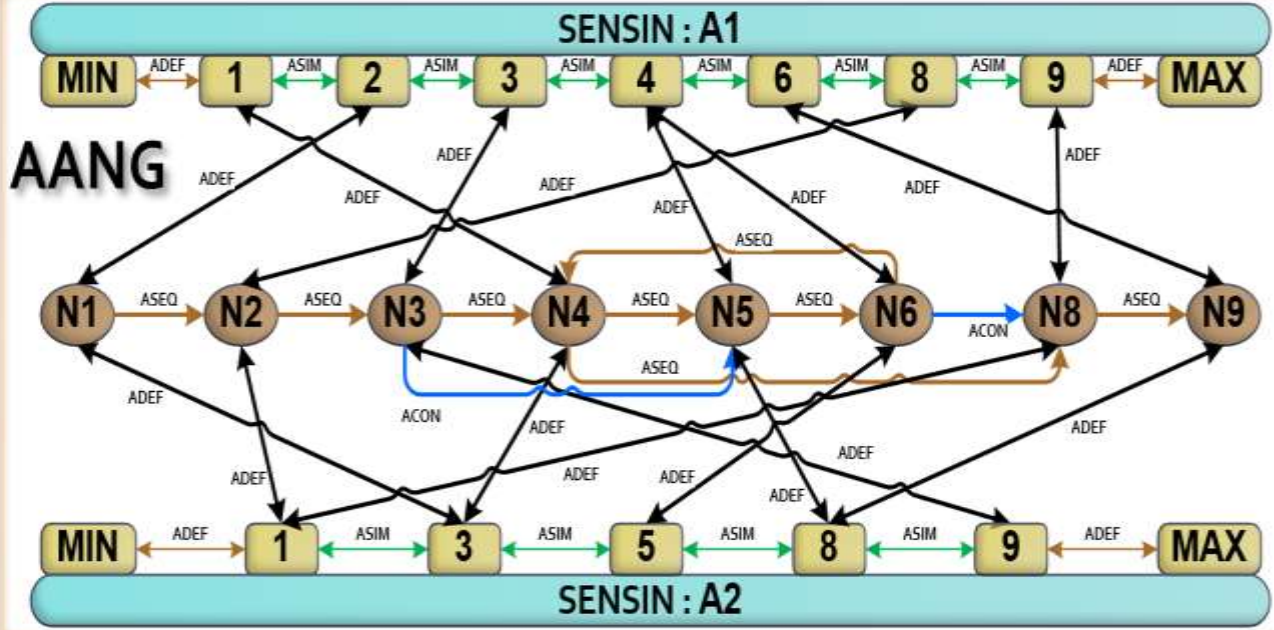 SENSIN : A1
MIN ADEF 1 ASIM 2 ASIM 3 ASIM 4 ASIM 6 ASIM 8 ASIM 9 ADEF MAX
AANG
ADEF ADEF
ADEF ADEF ADEF ADEF ADEF ADEF
ASEQ
N1 ASEQ N2 ASEQ N3 ASEQ N4 ASEQ N5 ASEQ N6 ACON N8 ASEQ N9
ASEQ
ADEF ACON ADEF ADEF
ADEF ADEF ADEF ADEF ADEF ADEF
MIN ADEF 1 ASIM 3 ASIM 5 ASIM 8 ASIM 9 ADEF MAX
SENSIN : A2